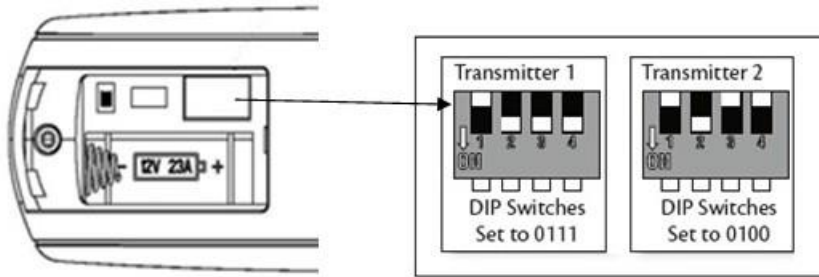 12V 23A
Transmitter 1
1 2 3 4
ON
DIP Switches
Set to 0111
Transmitter 2
1 2 3 4
ON
DIP Switches
Set to 0100